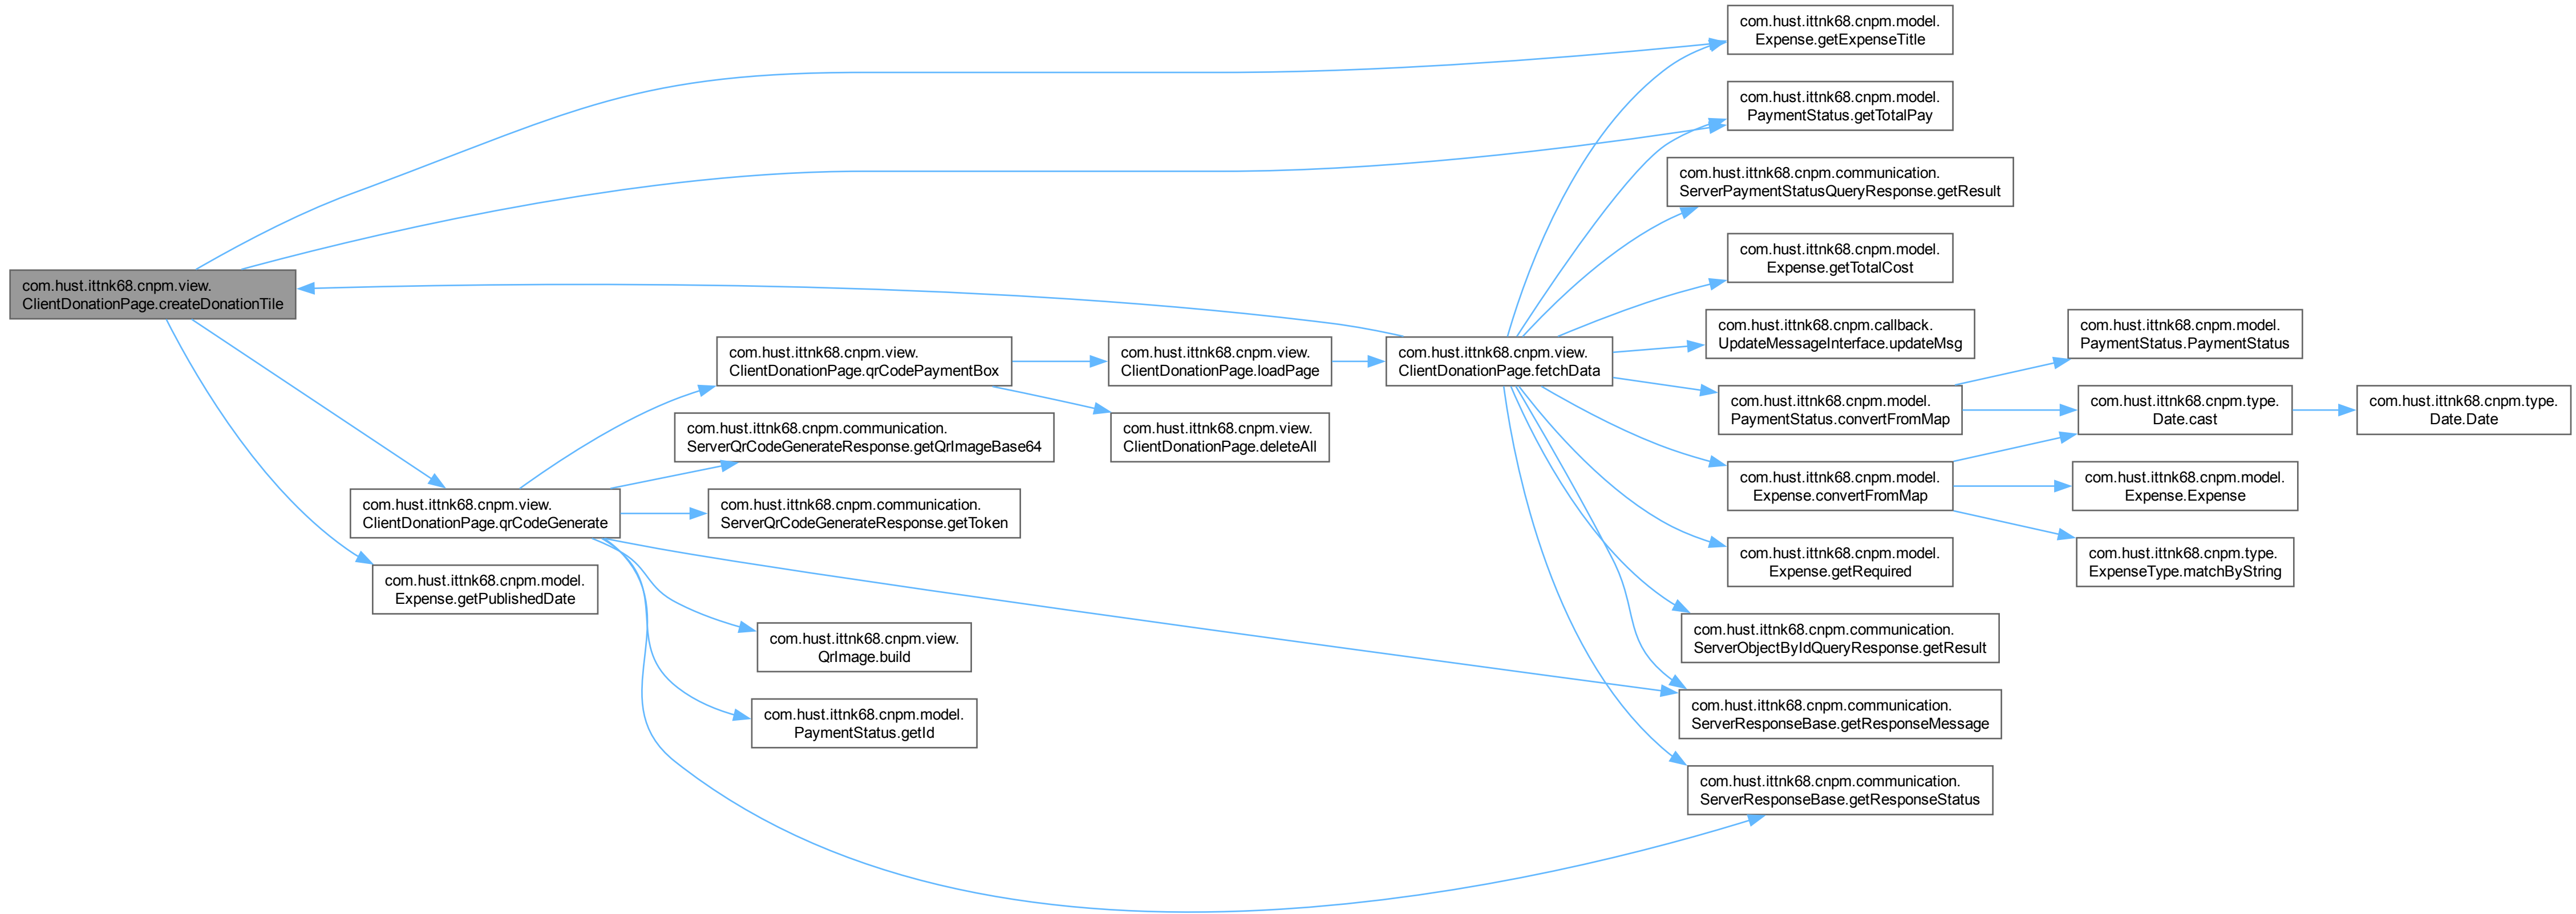 com.hust.ittnk68.cnpm.view.
ClientDonationPage.createDonationTile
com.hust.ittnk68.cnpm.model.
Expense.getExpenseTitle
com.hust.ittnk68.cnpm.model.
PaymentStatus.getTotalPay
com.hust.ittnk68.cnpm.communication.
ServerPaymentStatusQueryResponse.getResult
com.hust.ittnk68.cnpm.model.
Expense.getTotalCost
com.hust.ittnk68.cnpm.callback.
UpdateMessageInterface.updateMsg
com.hust.ittnk68.cnpm.model.
PaymentStatus.PaymentStatus
com.hust.ittnk68.cnpm.view.
ClientDonationPage.qrCodePaymentBox
com.hust.ittnk68.cnpm.view.
ClientDonationPage.loadPage
com.hust.ittnk68.cnpm.view.
ClientDonationPage.fetchData
com.hust.ittnk68.cnpm.model.
PaymentStatus.convertFromMap
com.hust.ittnk68.cnpm.type.
Date.cast
com.hust.ittnk68.cnpm.type.
Date.Date
com.hust.ittnk68.cnpm.communication.
ServerQrCodeGenerateResponse.getQrImageBase64
com.hust.ittnk68.cnpm.view.
ClientDonationPage.deleteAll
com.hust.ittnk68.cnpm.model.
Expense.convertFromMap
com.hust.ittnk68.cnpm.model.
Expense.Expense
com.hust.ittnk68.cnpm.view.
ClientDonationPage.qrCodeGenerate
com.hust.ittnk68.cnpm.communication.
ServerQrCodeGenerateResponse.getToken
com.hust.ittnk68.cnpm.model.
Expense.getRequired
com.hust.ittnk68.cnpm.type.
ExpenseType.matchByString
com.hust.ittnk68.cnpm.model.
Expense.getPublishedDate
com.hust.ittnk68.cnpm.view.
QrImage.build
com.hust.ittnk68.cnpm.communication.
ServerObjectByIdQueryResponse.getResult
com.hust.ittnk68.cnpm.model.
PaymentStatus.getId
com.hust.ittnk68.cnpm.communication.
ServerResponseBase.getResponseMessage
com.hust.ittnk68.cnpm.communication.
ServerResponseBase.getResponseStatus